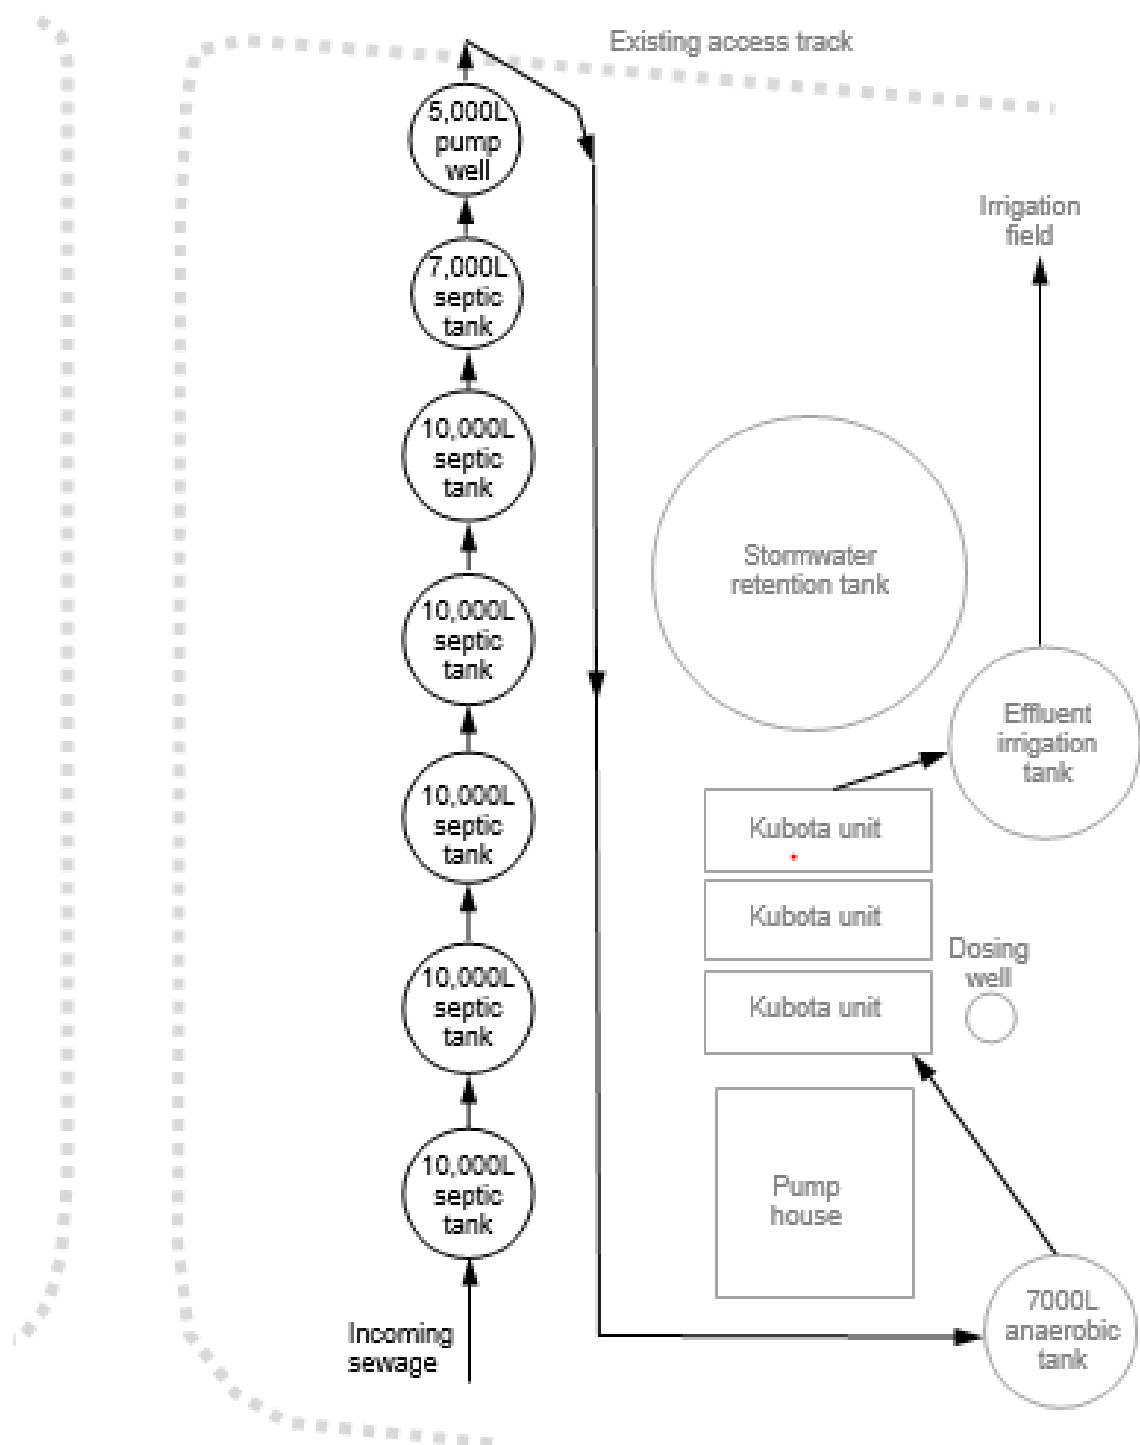 Existing access track
5,000L
pump
well
Irrigation
field
7,000L
septic
tank
10,000L
septic
tank
Stormwater
retention tank
10,000L
septic
tank
Effluent
irrigation
tank
10,000L
septic
tank
Kubota unit
Kubota unit
Dosing
well
10,000L
septic
tank
Kubota unit
10,000L
septic
tank
Pump
house
7000L
anaerobic
tank
Incoming
sewage